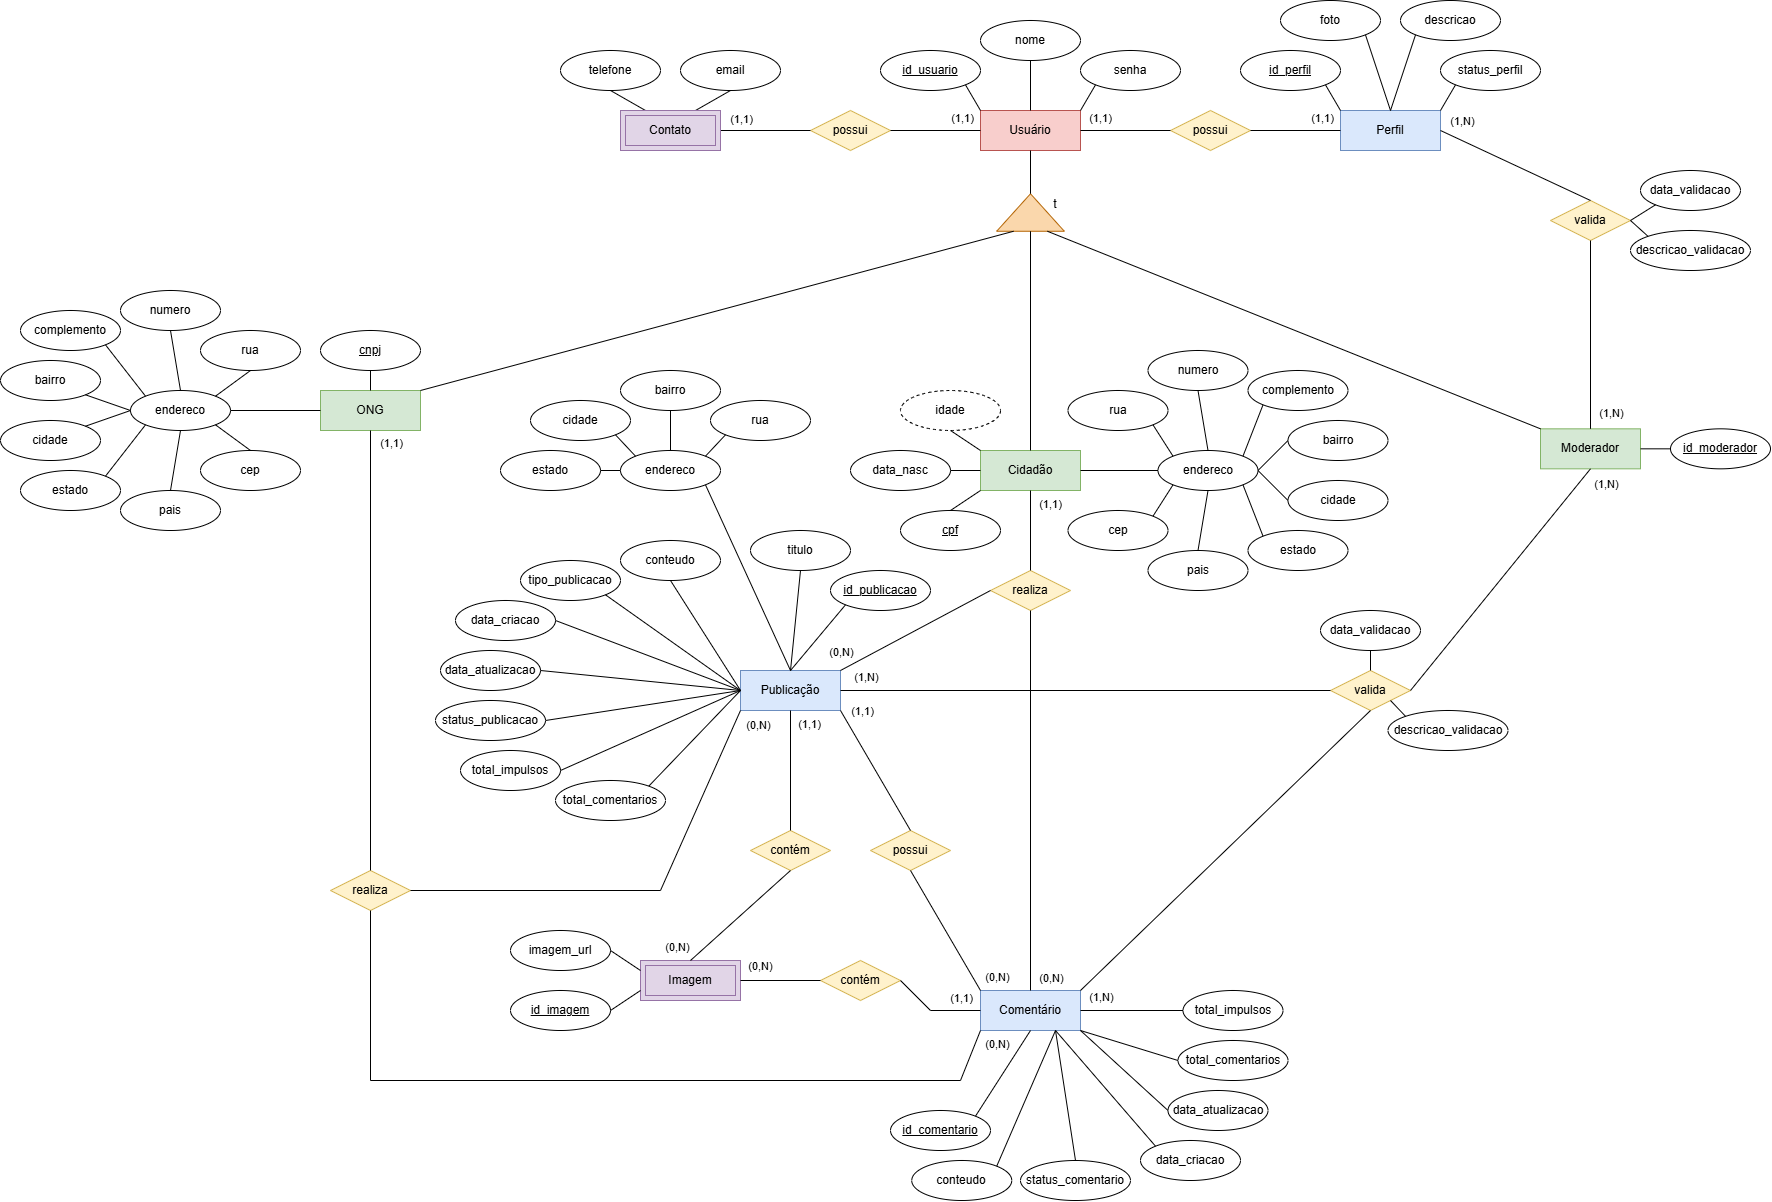 foto
descricao
nome
telefone
email
id_usuario
senha
id_perfil
status_perfil
(1,1)
(1,1)
(1,1)
(1,1)
(1,N)
Contato
possui
Usuário
possui
Perfil
data_validacao
t
valida
descricao_validacao
numero
complemento
rua
cnpj
bairro
endereco
ONG
cidade
(1,1)
estado
cep
pais
bairro
cidade
rua
estado
endereco
idade
data_nasc
Cidadão
cpf
(1,1)
numero
complemento
rua
bairro
endereco
cidade
cep
estado
pais
(1,N)
Moderador
id_moderador
(1,N)
titulo
conteudo
tipo_publicacao
id_publicacao
realiza
data_criacao
data_atualizacao
status_publicacao
total_impulsos
total_comentarios
(0,N)
(1,N)
Publicação
(0,N)
(1,1)
(1,1)
data_validacao
valida
descricao_validacao
contém
possui
realiza
imagem_url
(0,N)
(0,N)
Imagem
id_imagem
contém
(0,N)
(0,N)
(1,1)
(1,N)
Comentário
(0,N)
total_impulsos
total_comentarios
data_atualizacao
id_comentario
data_criacao
conteudo
status_comentario